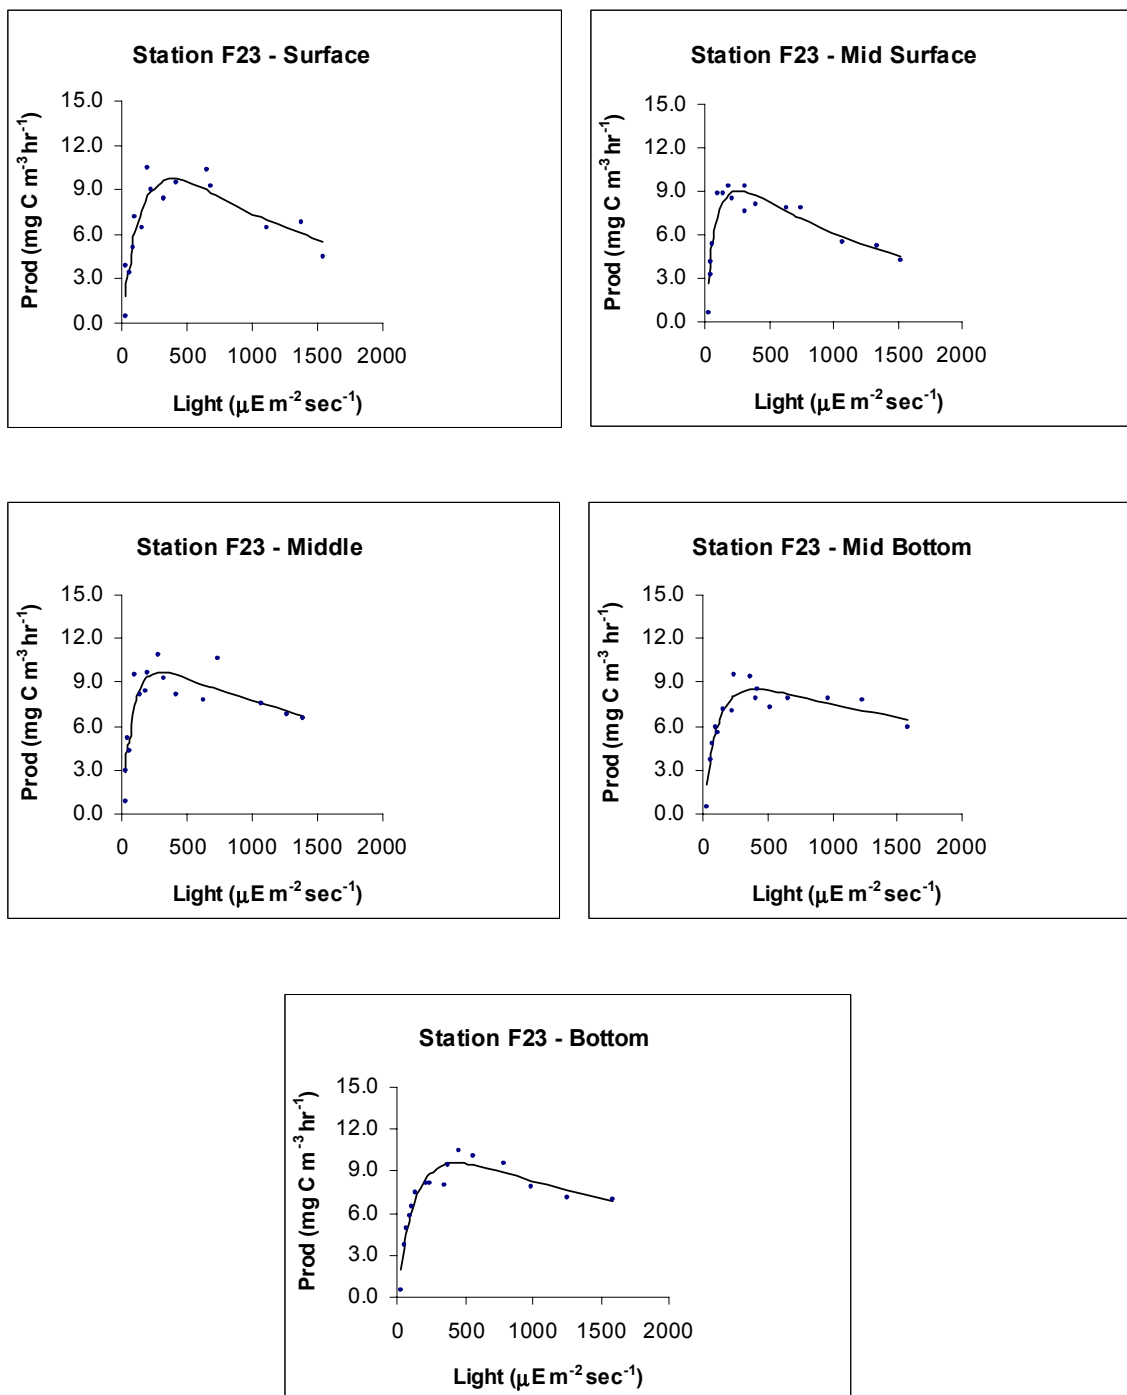 Station F23 - Surface
Prod (mg C m⁻³ hr⁻¹)
15.0
12.0
9.0
6.0
3.0
0.0
0 500 1000 1500 2000
Light (µE m⁻² sec⁻¹)
Station F23 - Mid Surface
Prod (mg C m⁻³ hr⁻¹)
15.0
12.0
9.0
6.0
3.0
0.0
0 500 1000 1500 2000
Light (µE m⁻² sec⁻¹)
Station F23 - Middle
Prod (mg C m⁻³ hr⁻¹)
15.0
12.0
9.0
6.0
3.0
0.0
0 500 1000 1500 2000
Light (µE m⁻² sec⁻¹)
Station F23 - Mid Bottom
Prod (mg C m⁻³ hr⁻¹)
15.0
12.0
9.0
6.0
3.0
0.0
0 500 1000 1500 2000
Light (µE m⁻² sec⁻¹)
Station F23 - Bottom
Prod (mg C m⁻³ hr⁻¹)
15.0
12.0
9.0
6.0
3.0
0.0
0 500 1000 1500 2000
Light (µE m⁻² sec⁻¹)